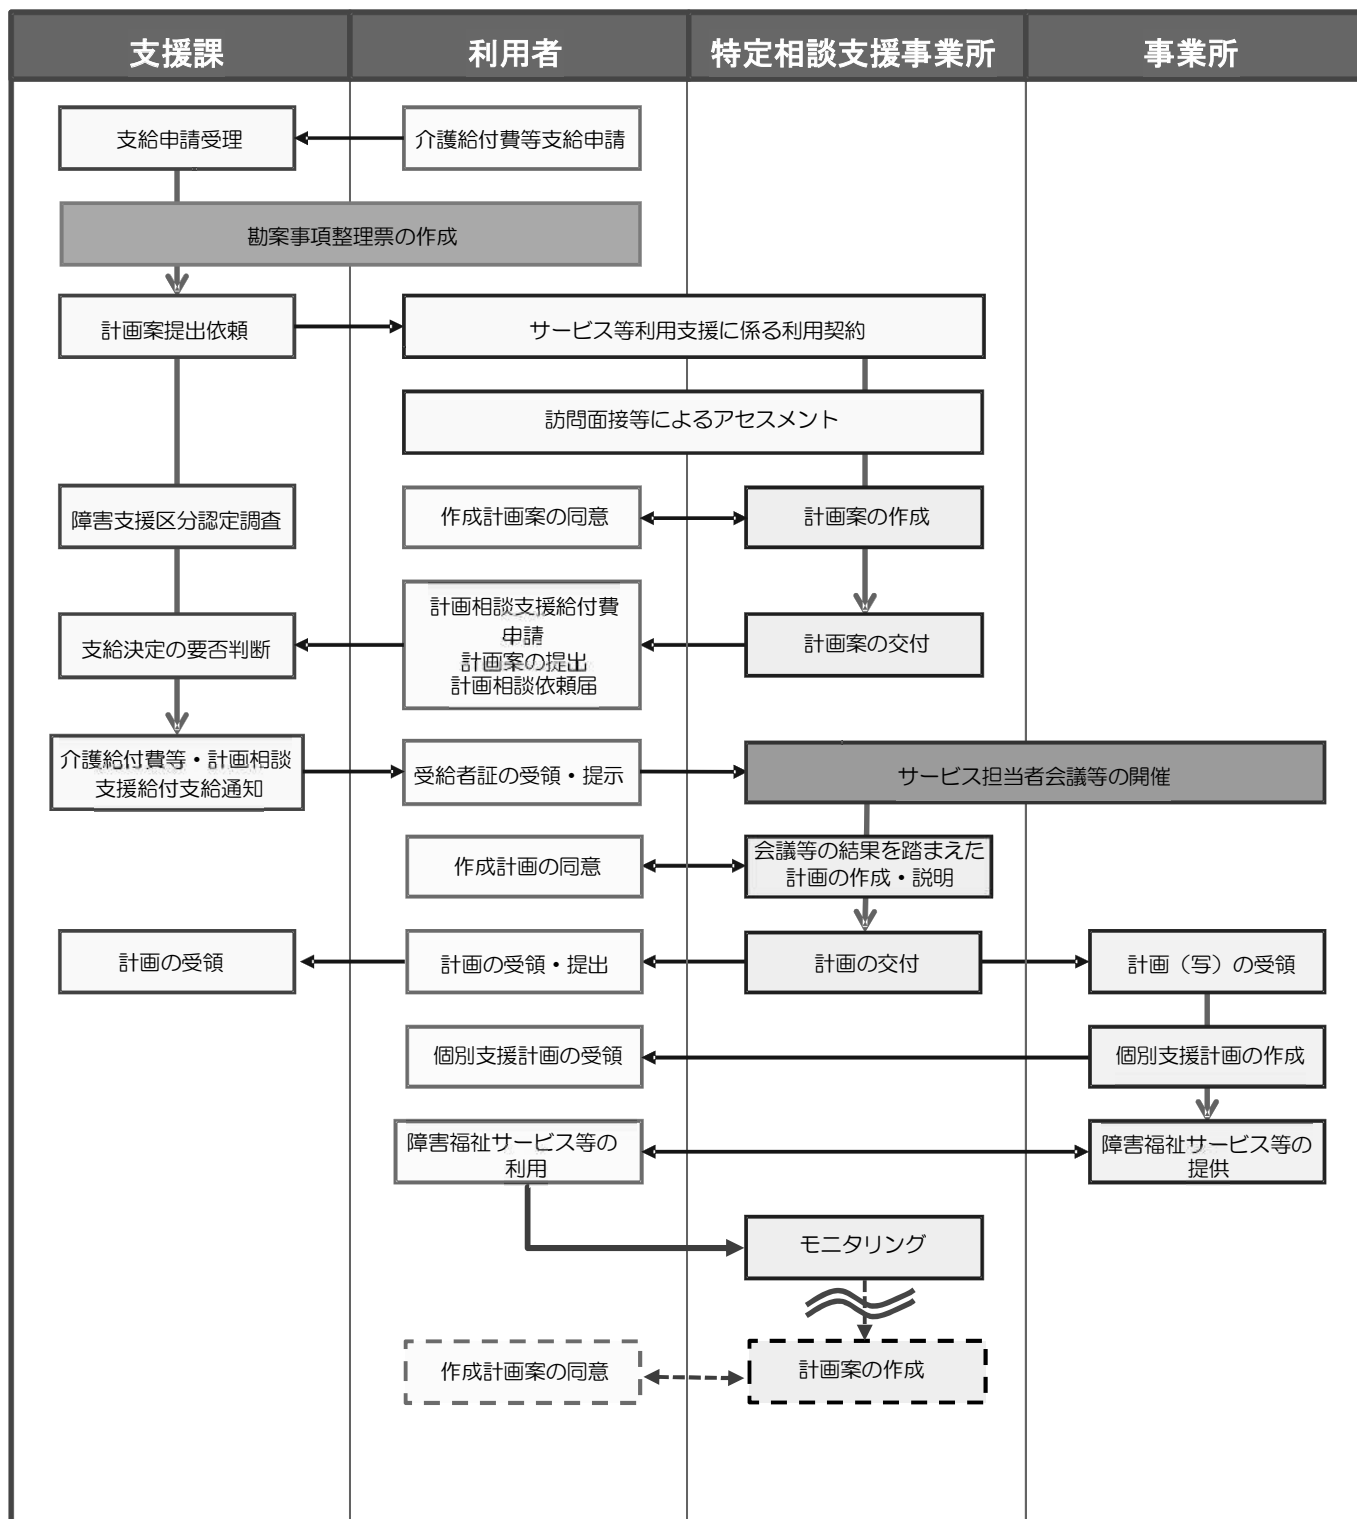 支援課
利用者
特定相談支援事業所
事業所
支給申請受理
介護給付費等支給申請
勘案事項整理票の作成
計画案提出依頼
サービス等利用支援に係る利用契約
訪問面接等によるアセスメント
障害支援区分認定調査
作成計画案の同意
計画案の作成
支給決定の要否判断
計画相談支援給付費
申請
計画案の提出
計画相談依頼届
計画案の交付
介護給付費等・計画相談
支援給付支給通知
受給者証の受領・提示
サービス担当者会議等の開催
作成計画の同意
会議等の結果を踏まえた
計画の作成・説明
計画の受領
計画の受領・提出
計画の交付
計画（写）の受領
個別支援計画の受領
個別支援計画の作成
障害福祉サービス等の
利用
障害福祉サービス等の
提供
モニタリング
作成計画案の同意
計画案の作成